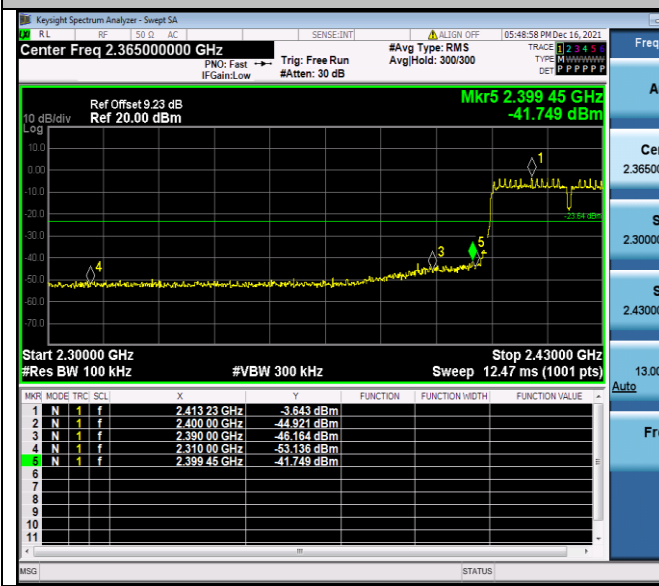 Keysight Spectrum Analyzer - Swept SA
RL RF 50 Ω AC SENSE:INT ALIGN OFF 05:48:58 PM Dec 16, 2021
Center Freq 2.365000000 GHz
PNO: Fast
IFGain:Low
Trig: Free Run
#Atten: 30 dB
#Avg Type: RMS
Avg|Hold: 300/300
TRACE 1 2 3 4 5 6
TYPE M W W W W W
DET P P P P P P
Ref Offset 9.23 dB
Ref 20.00 dBm
10 dB/div
Log
Mkr5 2.399 45 GHz
-41.749 dBm
10.0
0.00
-10.0
-20.0
-30.0
-40.0
-50.0
-60.0
-70.0
1
3
4
5
-23.64 dBm
Start 2.30000 GHz Stop 2.43000 GHz
#Res BW 100 kHz #VBW 300 kHz Sweep 12.47 ms (1001 pts)
MKR MODE TRC SCL X Y FUNCTION FUNCTION WIDTH FUNCTION VALUE
1 N 1 f 2.413 23 GHz -3.643 dBm
2 N 1 f 2.400 00 GHz -44.921 dBm
3 N 1 f 2.390 00 GHz -46.164 dBm
4 N 1 f 2.310 00 GHz -53.136 dBm
5 N 1 f 2.399 45 GHz -41.749 dBm
6
7
8
9
10
11
MSG STATUS
Freq
A
Cen
2.36500
S
2.30000
S
2.43000
13.00
Auto
Fre